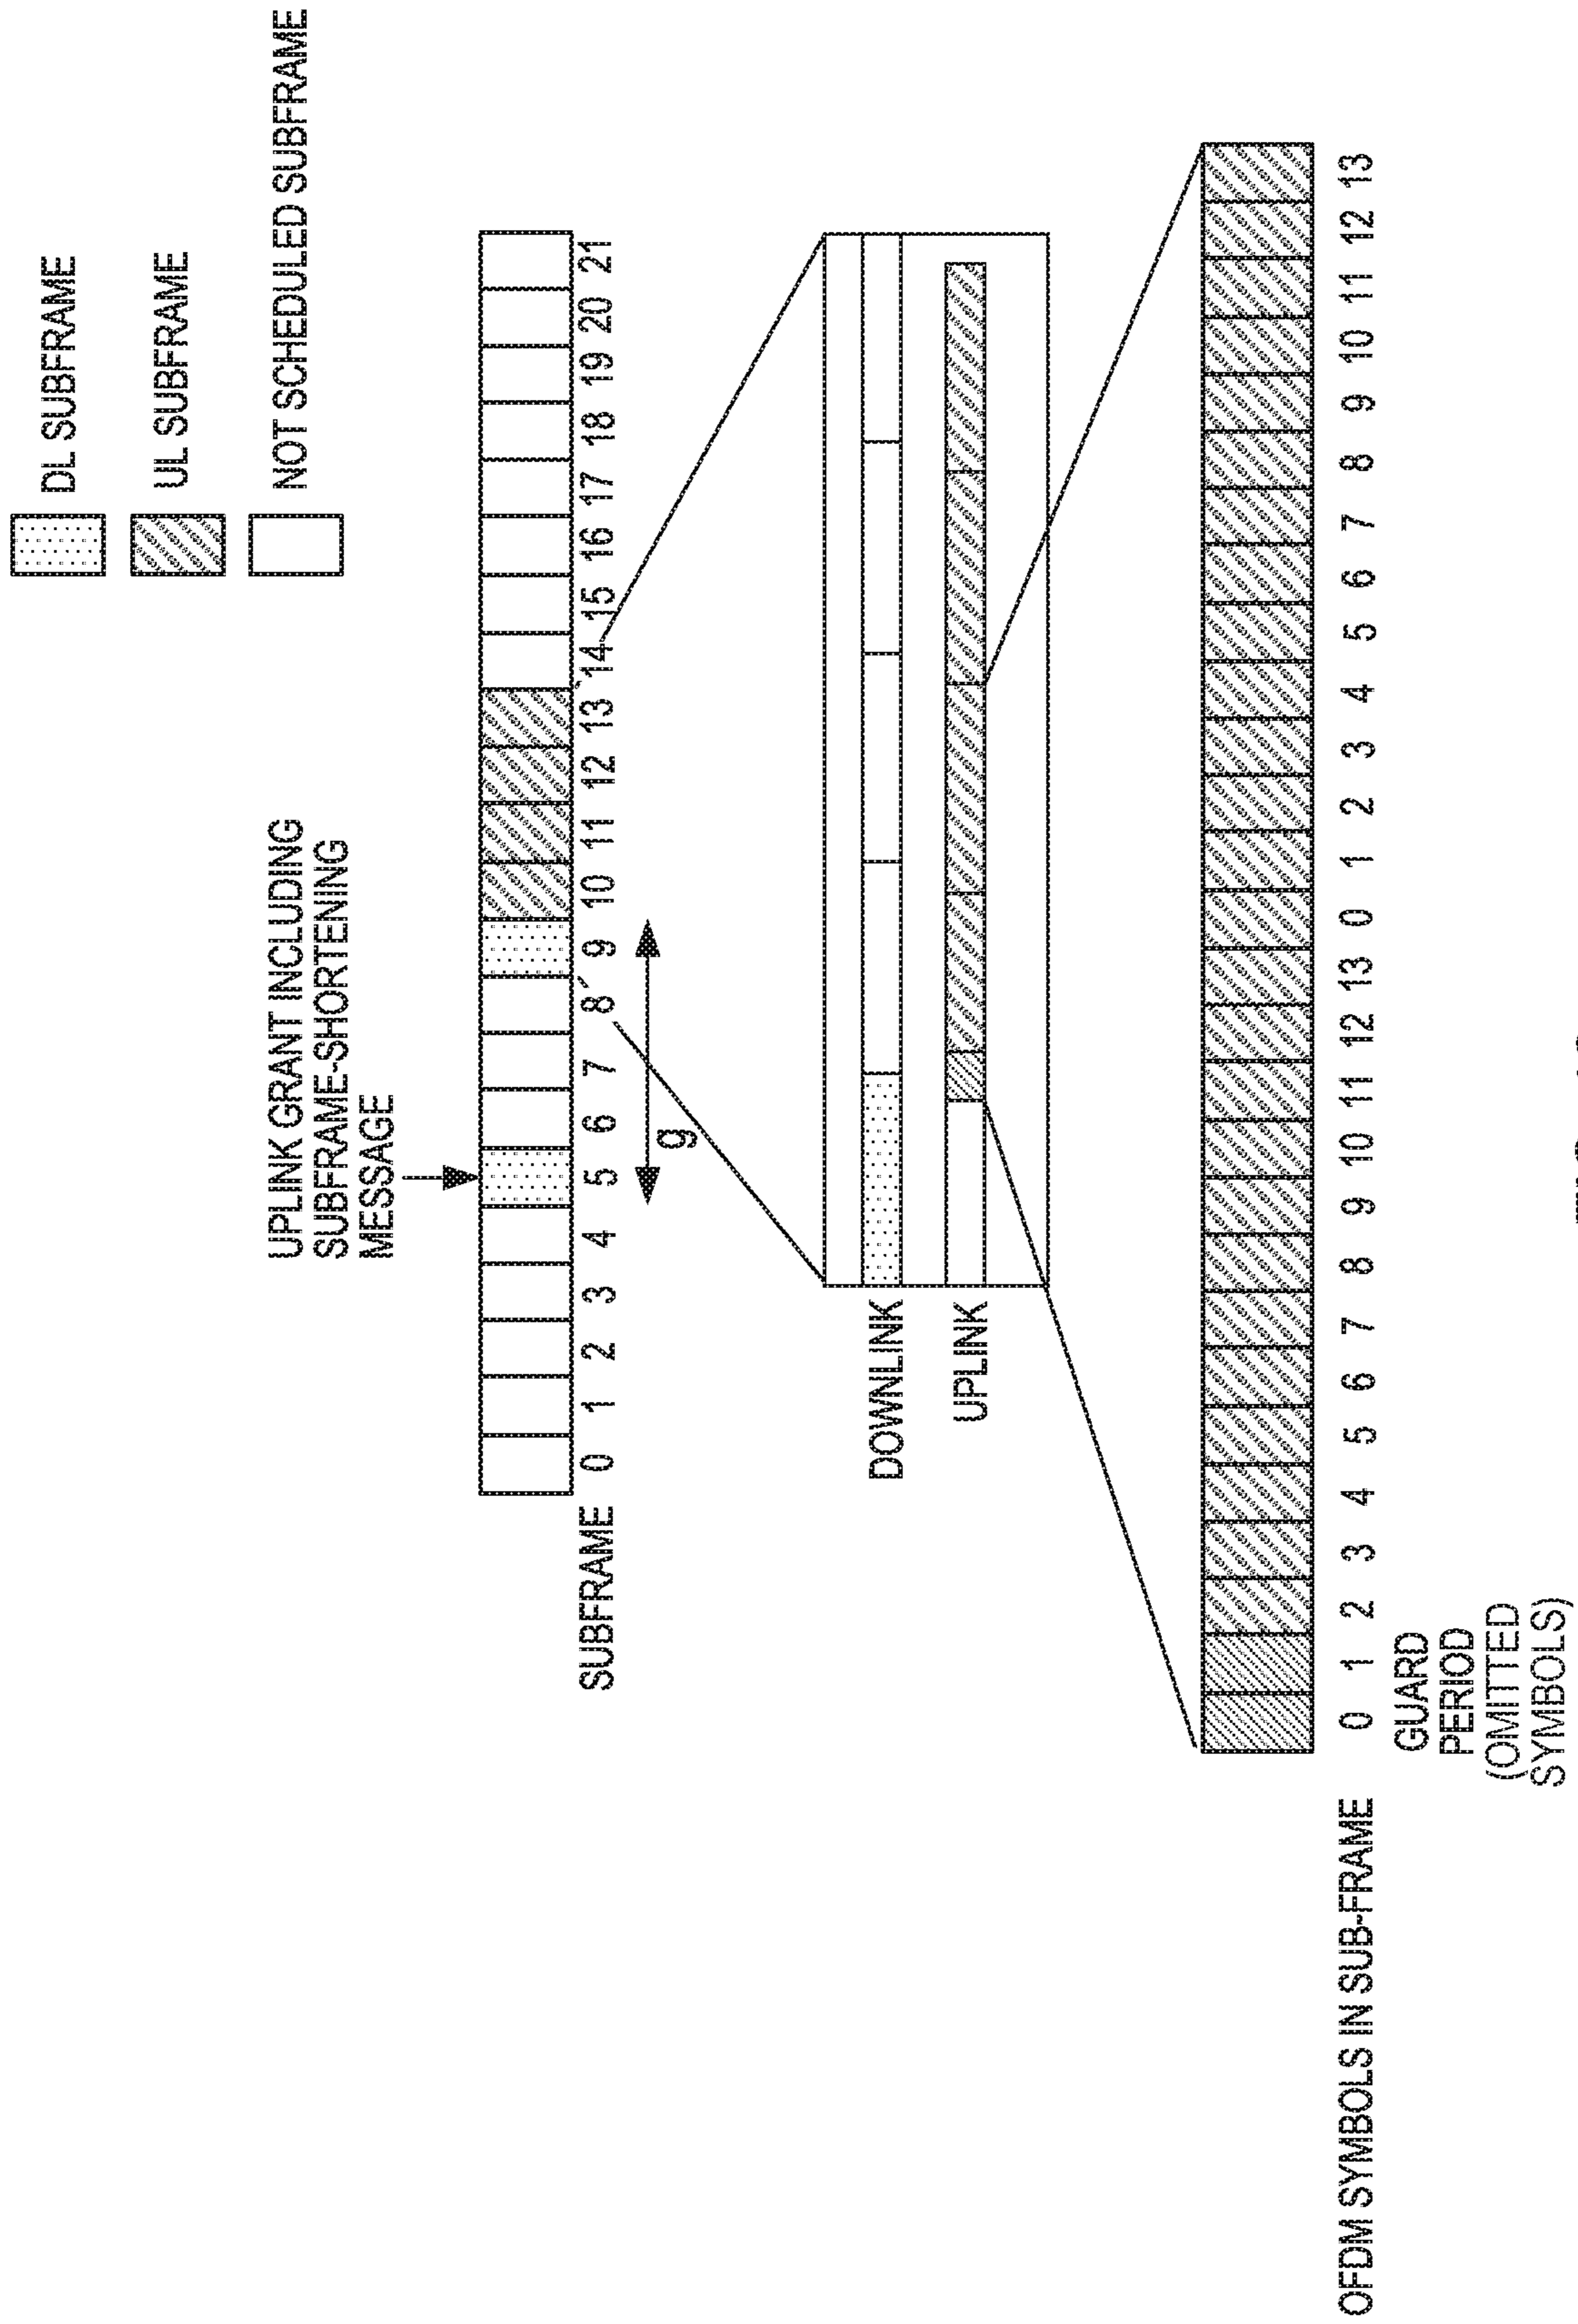 DL SUBFRAME
UL SUBFRAME
NOT SCHEDULED SUBFRAME
UPLINK GRANT INCLUDING
SUBFRAME-SHORTENING
MESSAGE
SUBFRAME 0 1 2 3 4 5 6 7 8 9 10 11 12 13 14 15 16 17 18 19 20 21
g
DOWNLINK
UPLINK
OFDM SYMBOLS IN SUB-FRAME 0 1 2 3 4 5 6 7 8 9 10 11 12 13 0 1 2 3 4 5 6 7 8 9 10 11 12 13
GUARD
PERIOD
(OMITTED
SYMBOLS)